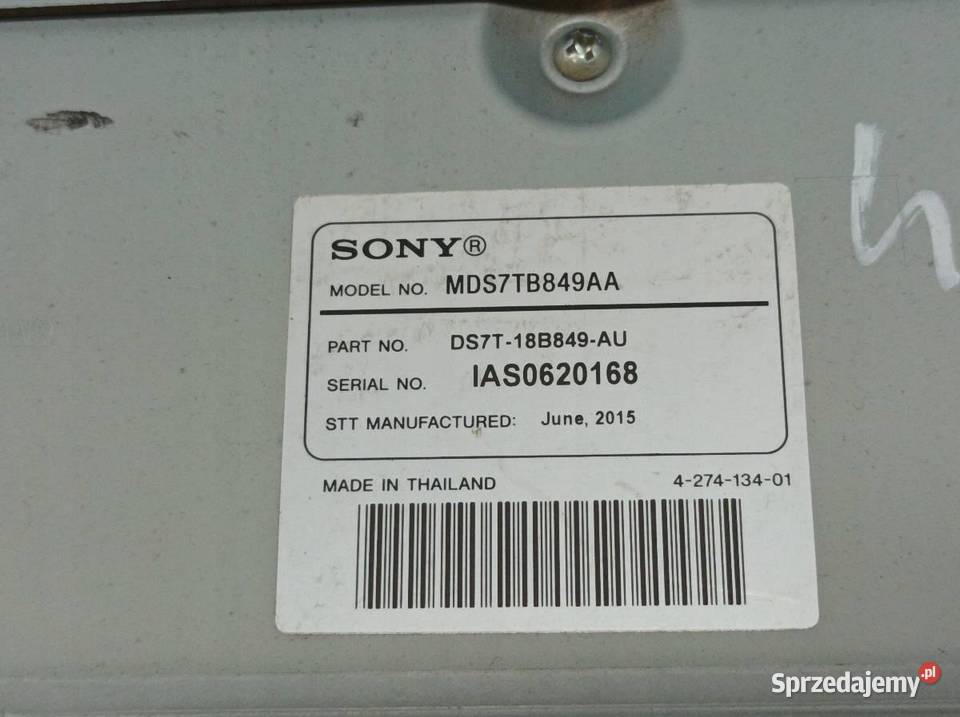 SONY®
MODEL NO. MDS7TB849AA
PART NO. DS7T-18B849-AU
SERIAL NO. IAS0620168
STT MANUFACTURED: June, 2015
MADE IN THAILAND 4-274-134-01
Sprzedajemy.pl